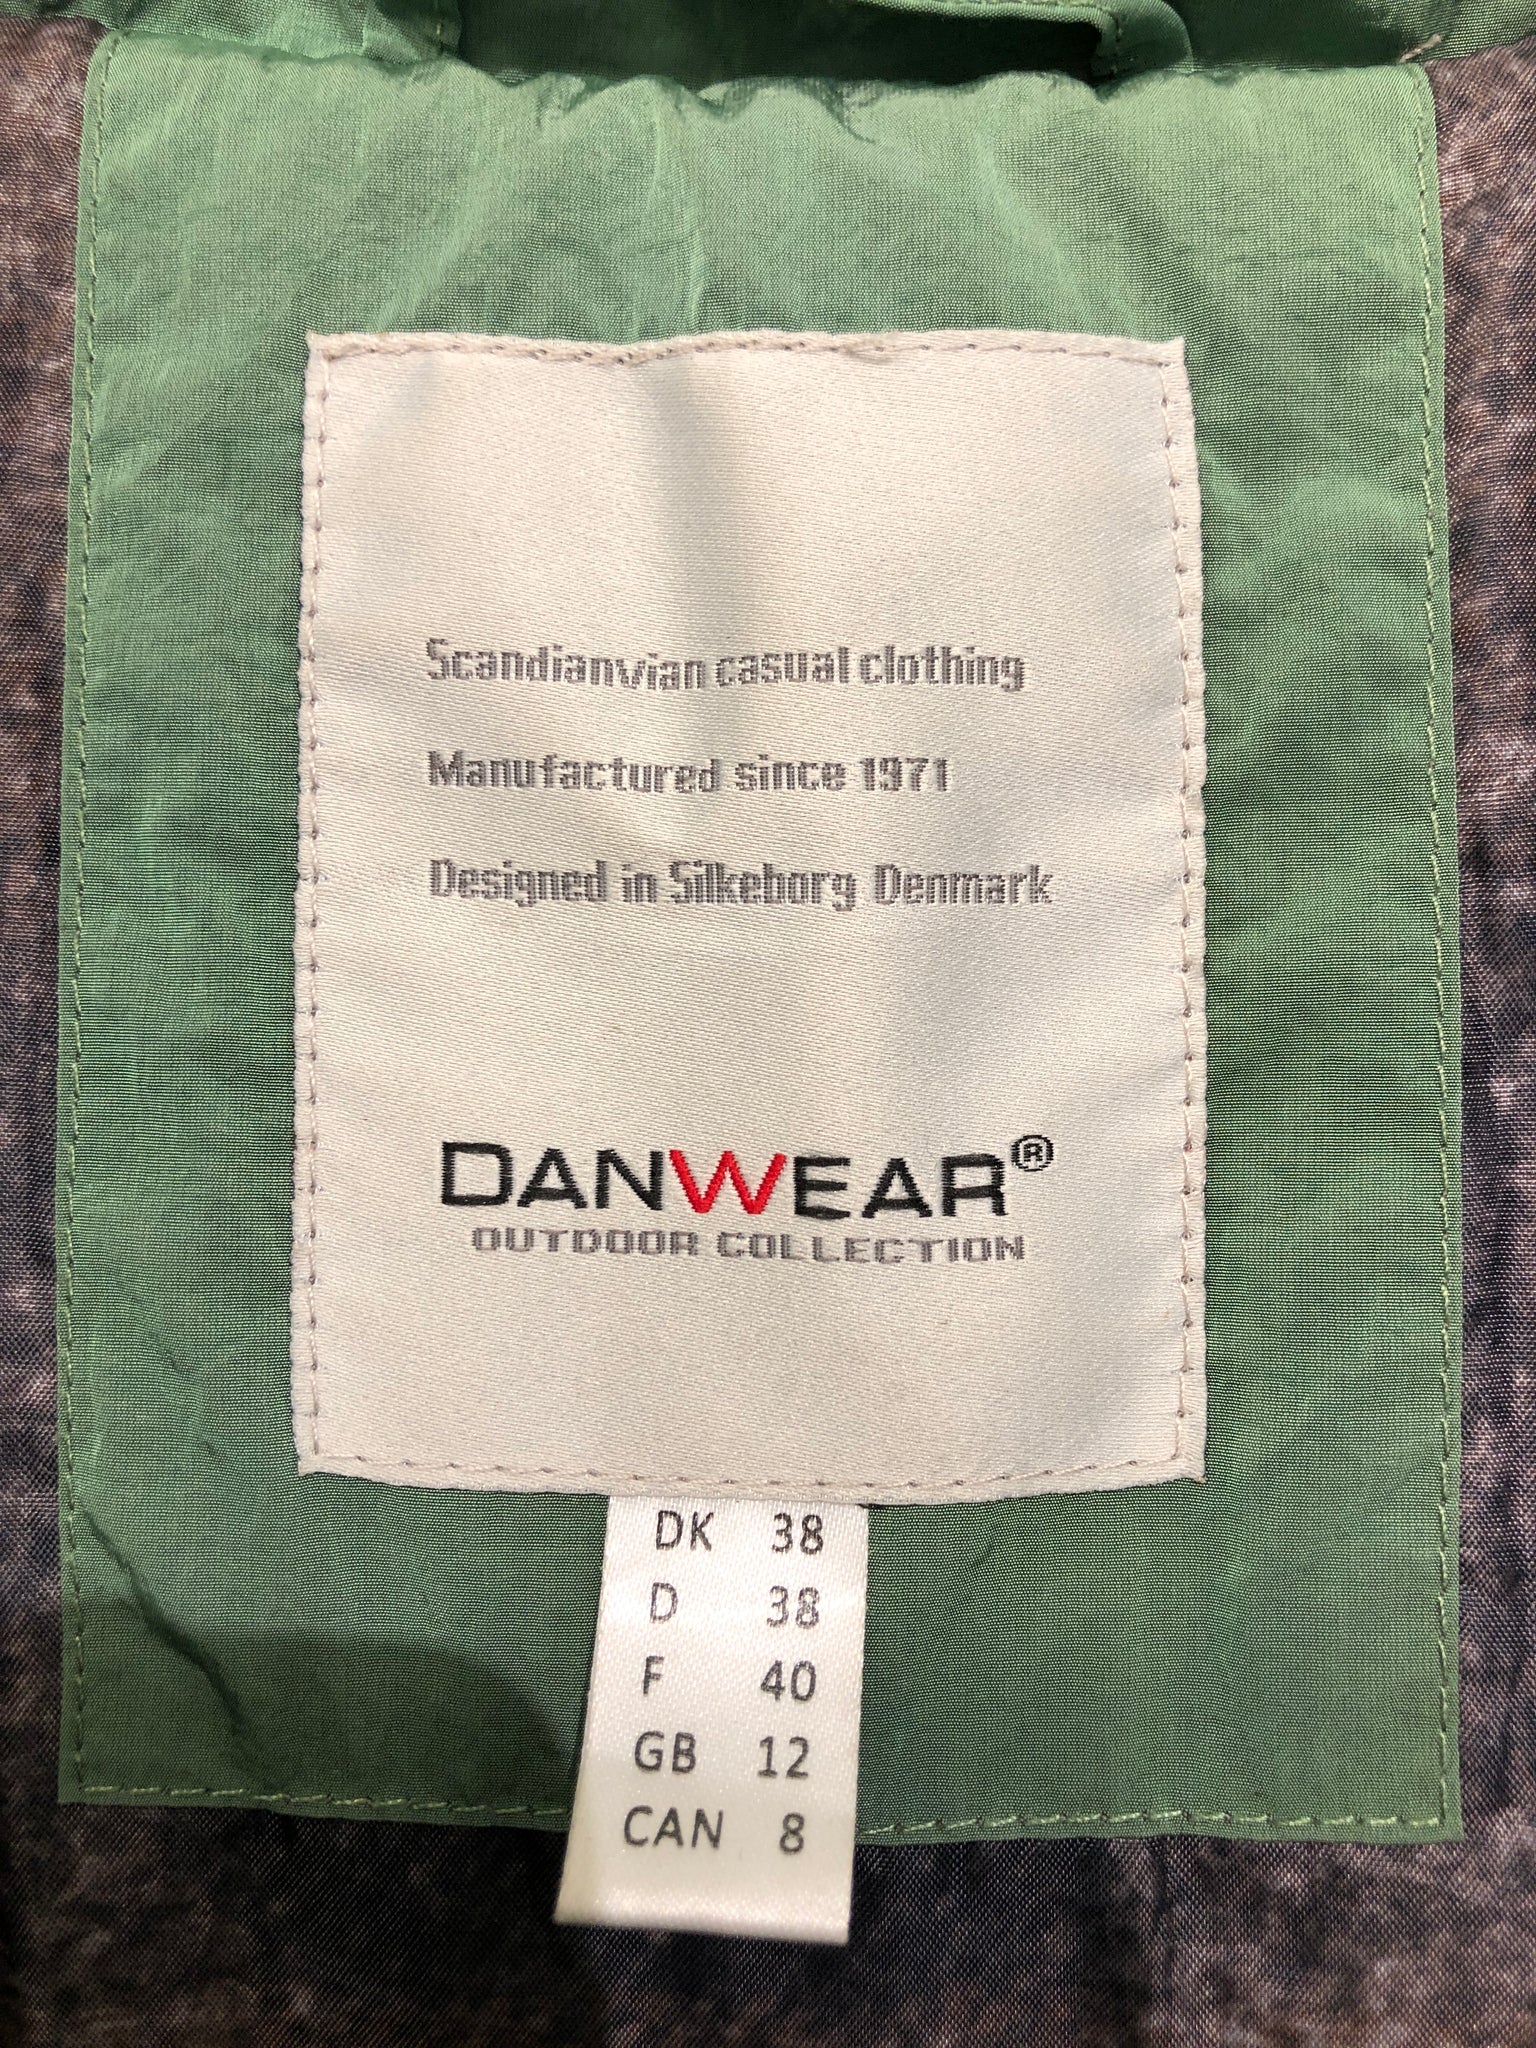 Scandianvian casual clothing
Manufactured since 1971
Designed in Silkeborg Denmark
DANWEAR®
OUTDOOR COLLECTION
DK 38
D 38
F 40
GB 12
CAN 8